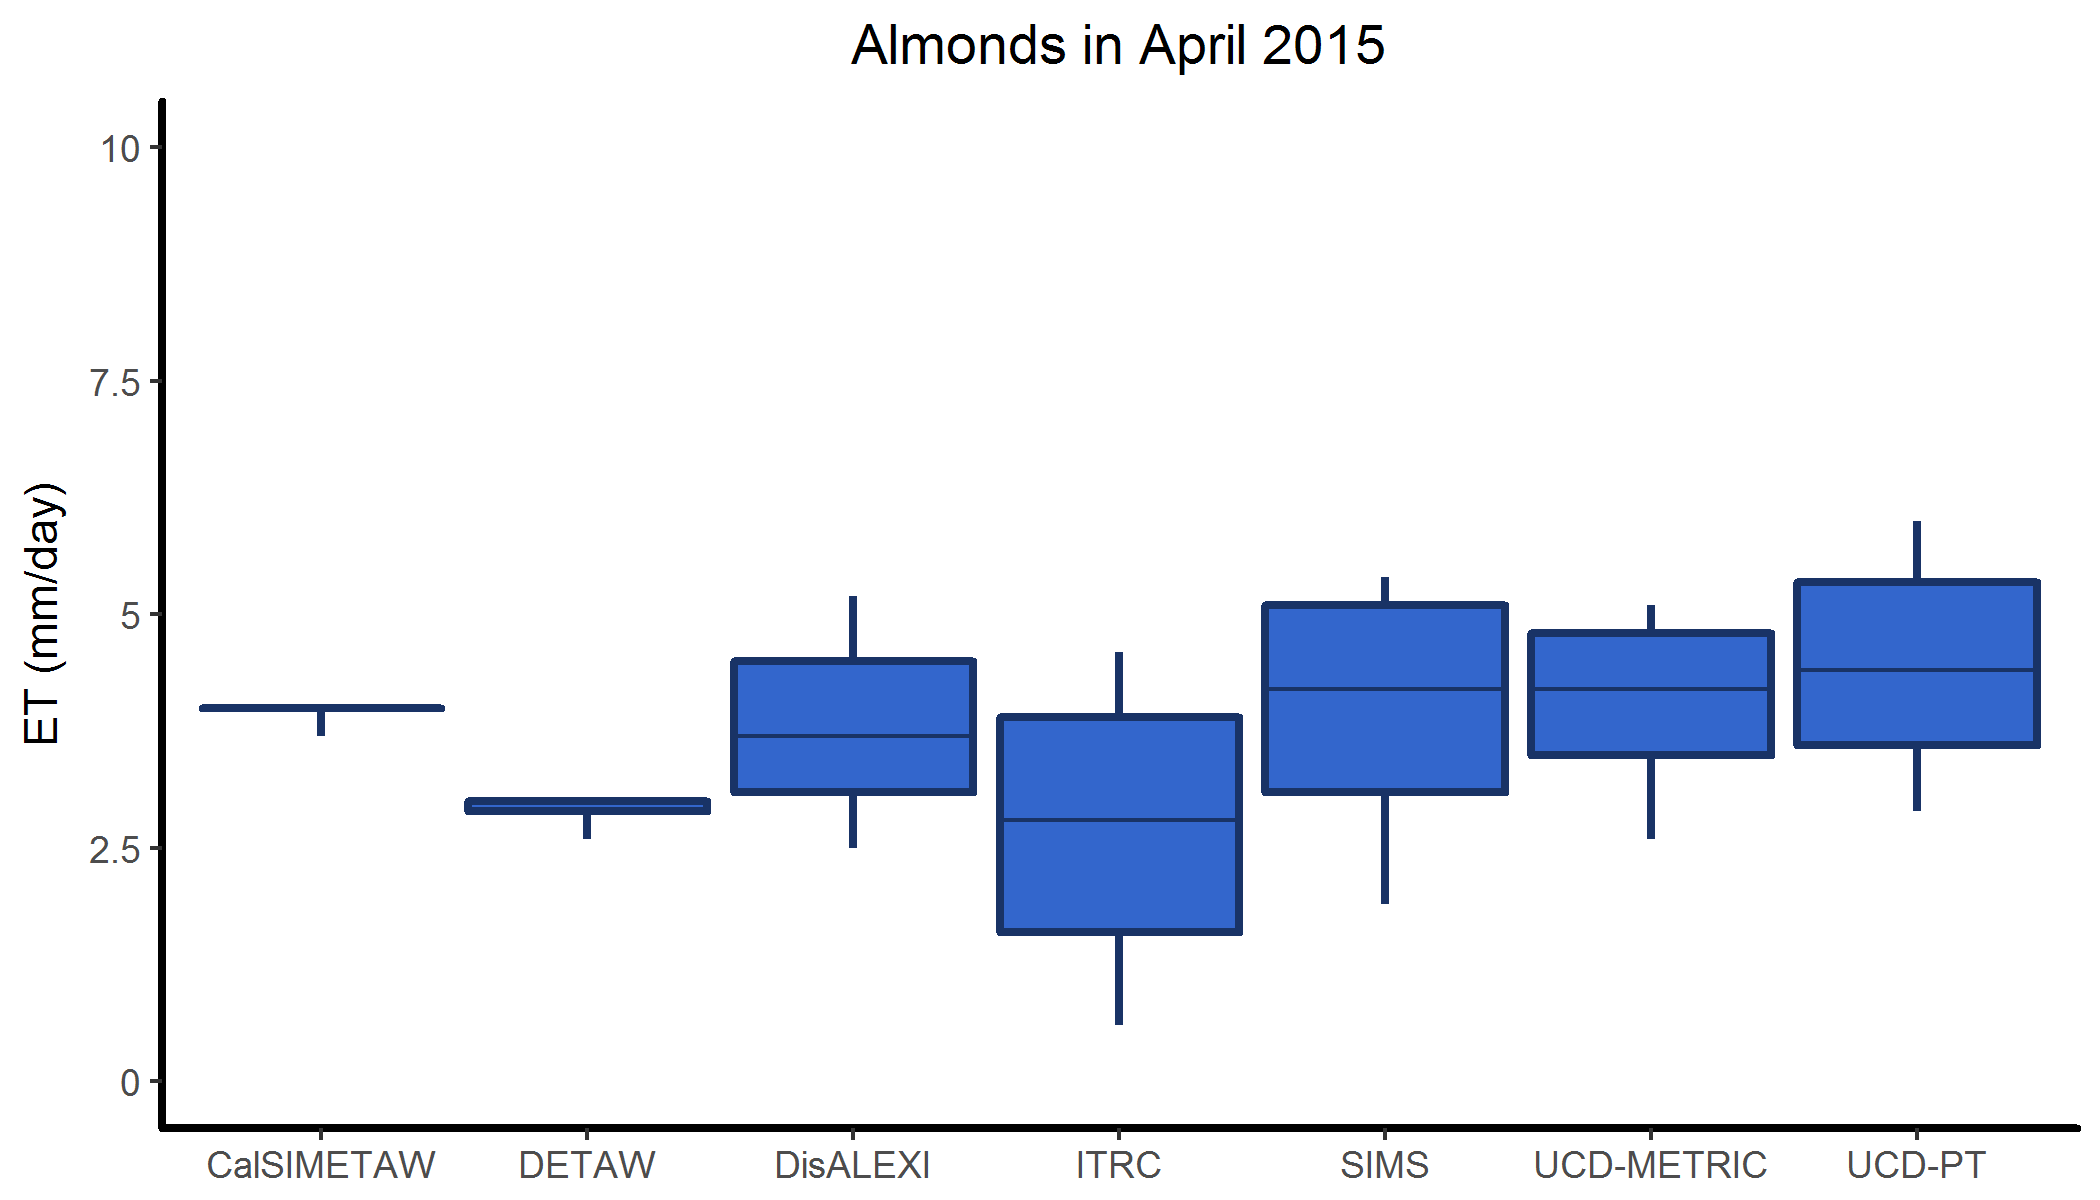 Almonds in April 2015
ET (mm/day)
10
7.5
5
2.5
0
CalSIMETAW
DETAW
DisALEXI
ITRC
SIMS
UCD-METRIC
UCD-PT